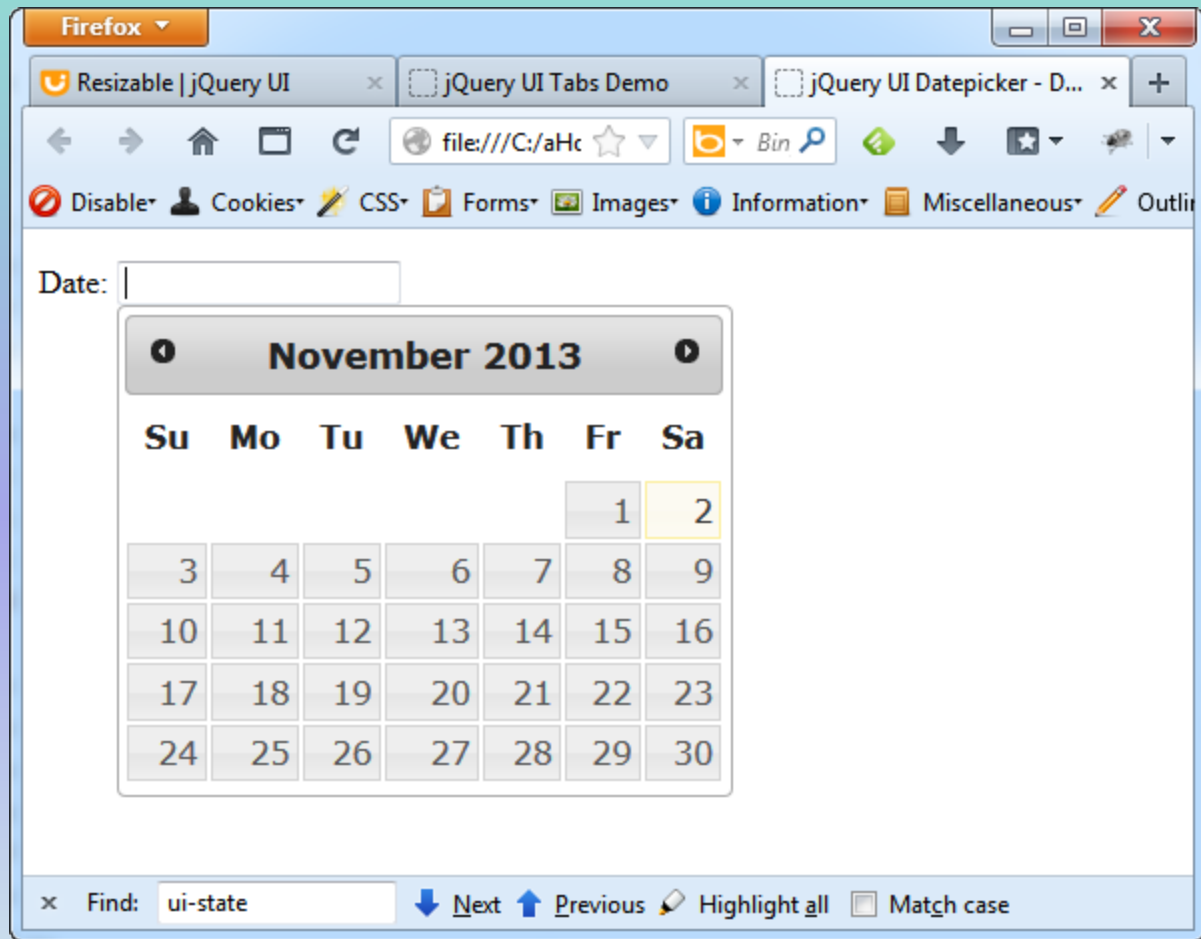 Firefox
Resizable | jQuery UI jQuery UI Tabs Demo jQuery UI Datepicker - D...
file:///C:/aHc Bin
Disable Cookies CSS Forms Images Information Miscellaneous Outlin
Date:
November 2013
Su Mo Tu We Th Fr Sa
1 2
3 4 5 6 7 8 9
10 11 12 13 14 15 16
17 18 19 20 21 22 23
24 25 26 27 28 29 30
Find: ui-state Next Previous Highlight all Match case